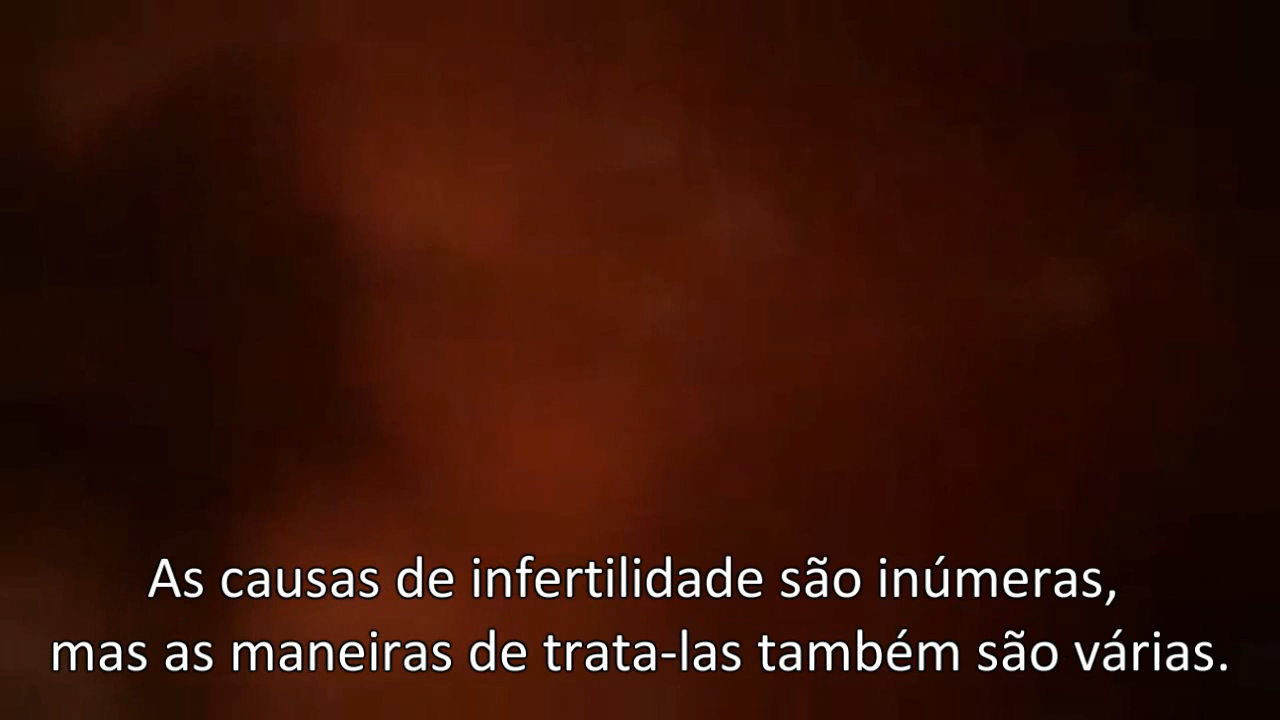 As causas de infertilidade são inúmeras,
mas as maneiras de trata-las também são várias.